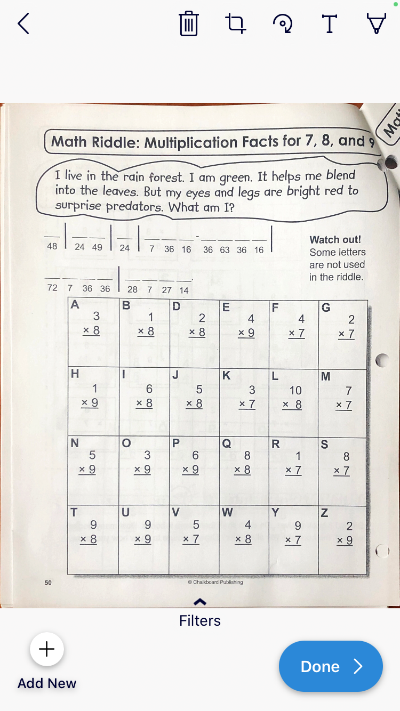 T
Math Riddle: Multiplication Facts for 7, 8, and 9
I live in the rain forest. I am green. It helps me blend
into the leaves. But my eyes and legs are bright red to
surprise predators. What am I?
48 24 49 24 7 36 16 36 63 36 16
Watch out!
Some letters
are not used
in the riddle.
72 7 36 36 28 7 27 14
A B D E F G
3 1 2 4 4 2
× 8 × 8 × 8 × 9 × 7 × 7
H I J K L M
1 6 5 3 10 7
× 9 × 8 × 8 × 7 × 8 × 7
N O P Q R S
5 3 6 8 1 8
× 9 × 9 × 9 × 8 × 7 × 7
T U V W Y Z
9 9 5 4 9 2
× 8 × 9 × 7 × 8 × 7 × 9
50 © Chalkboard Publishing
Filters
Add New
Done